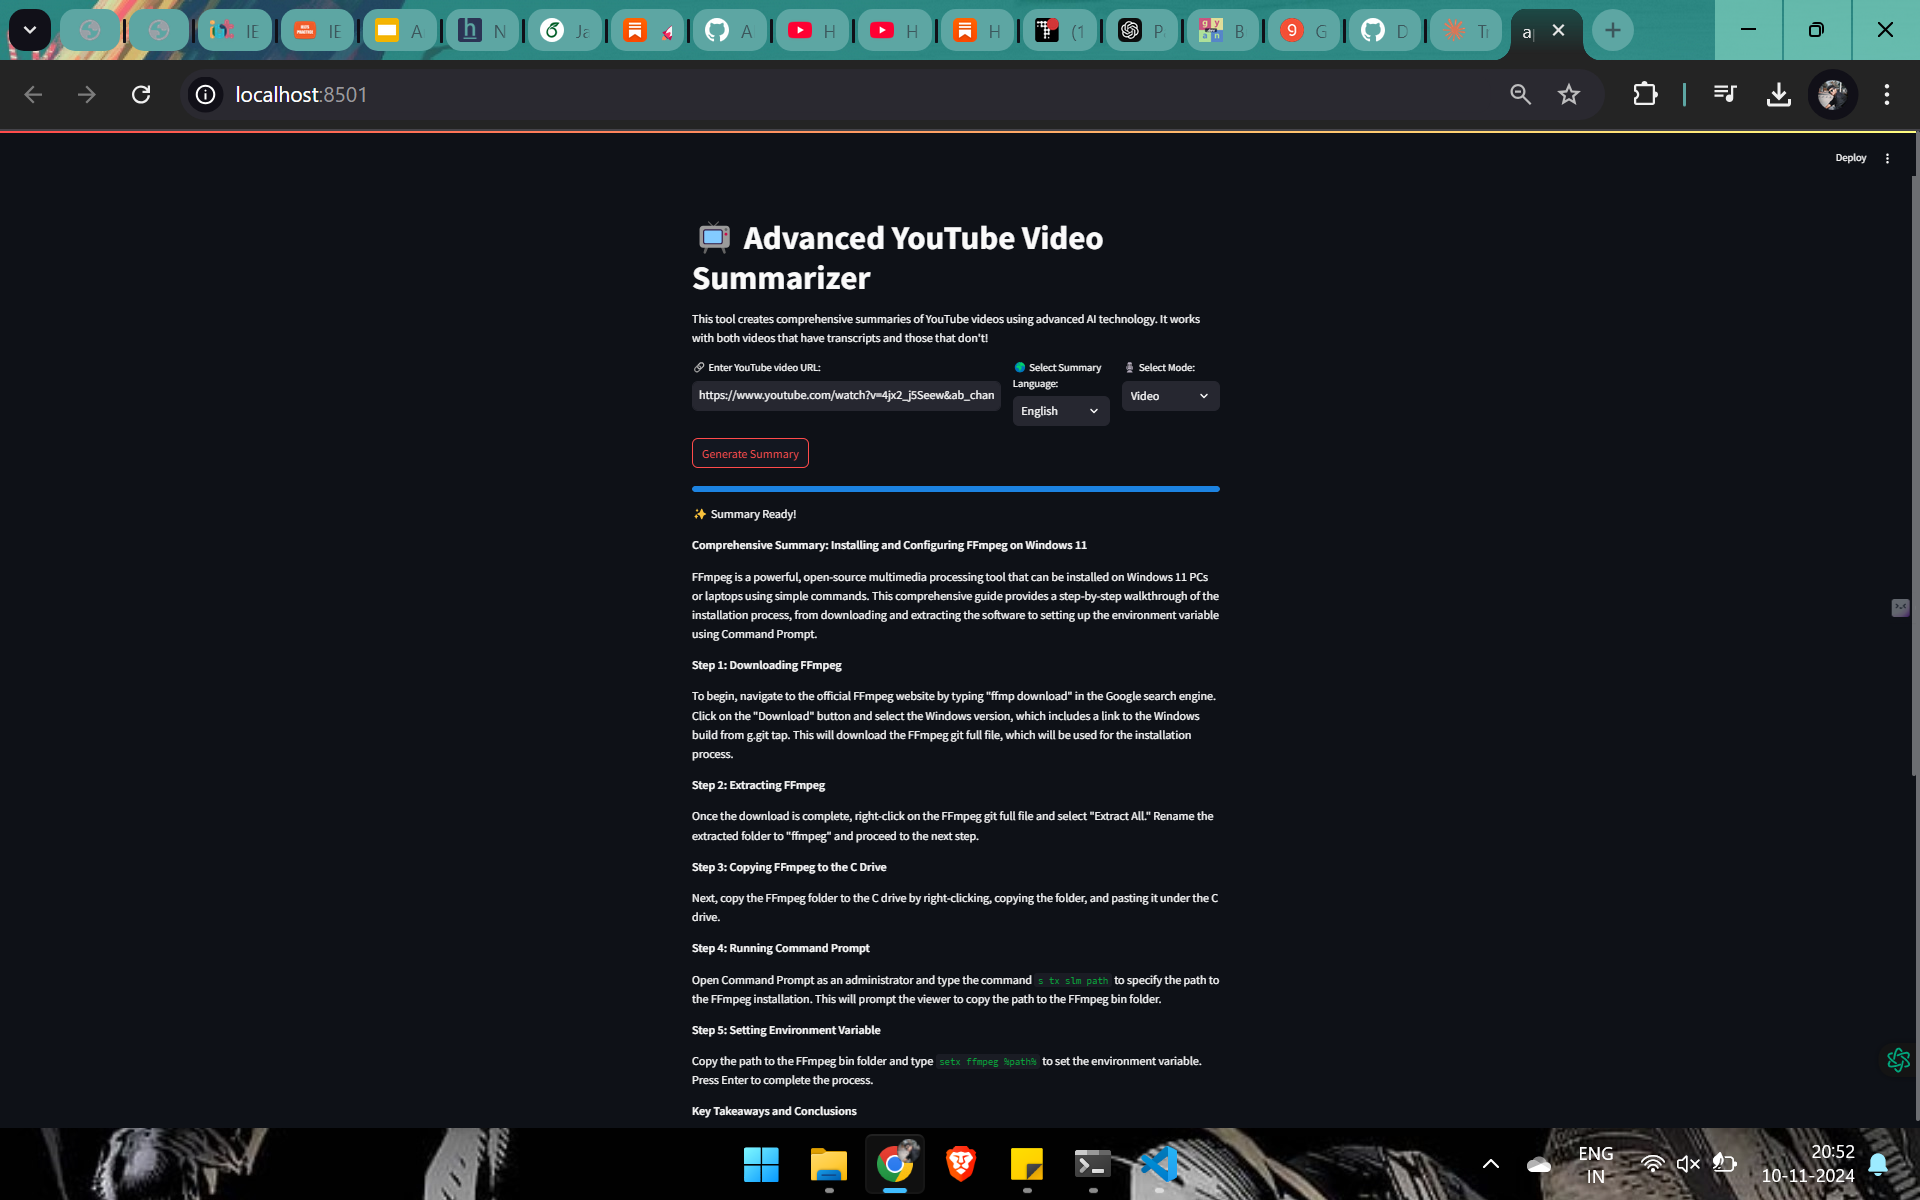 IE
IE
A
N
Ja
A
H
H
H
(1
P
B
G
D
Tr
a
localhost:8501
Deploy
Advanced YouTube Video
Summarizer
This tool creates comprehensive summaries of YouTube videos using advanced AI technology. It works
with both videos that have transcripts and those that don't!
Enter YouTube video URL:
Select Summary
Language:
Select Mode:
https://www.youtube.com/watch?v=4jx2_j5Seew&ab_chan
English
Video
Generate Summary
✨ Summary Ready!
Comprehensive Summary: Installing and Configuring FFmpeg on Windows 11
FFmpeg is a powerful, open-source multimedia processing tool that can be installed on Windows 11 PCs
or laptops using simple commands. This comprehensive guide provides a step-by-step walkthrough of the
installation process, from downloading and extracting the software to setting up the environment variable
using Command Prompt.
Step 1: Downloading FFmpeg
To begin, navigate to the official FFmpeg website by typing "ffmp download" in the Google search engine.
Click on the "Download" button and select the Windows version, which includes a link to the Windows
build from g.git tap. This will download the FFmpeg git full file, which will be used for the installation
process.
Step 2: Extracting FFmpeg
Once the download is complete, right-click on the FFmpeg git full file and select "Extract All." Rename the
extracted folder to "ffmpeg" and proceed to the next step.
Step 3: Copying FFmpeg to the C Drive
Next, copy the FFmpeg folder to the C drive by right-clicking, copying the folder, and pasting it under the C
drive.
Step 4: Running Command Prompt
Open Command Prompt as an administrator and type the command s tx slm path to specify the path to
the FFmpeg installation. This will prompt the viewer to copy the path to the FFmpeg bin folder.
Step 5: Setting Environment Variable
Copy the path to the FFmpeg bin folder and type setx ffmpeg %path% to set the environment variable.
Press Enter to complete the process.
Key Takeaways and Conclusions
ENG
IN
20:52
10-11-2024